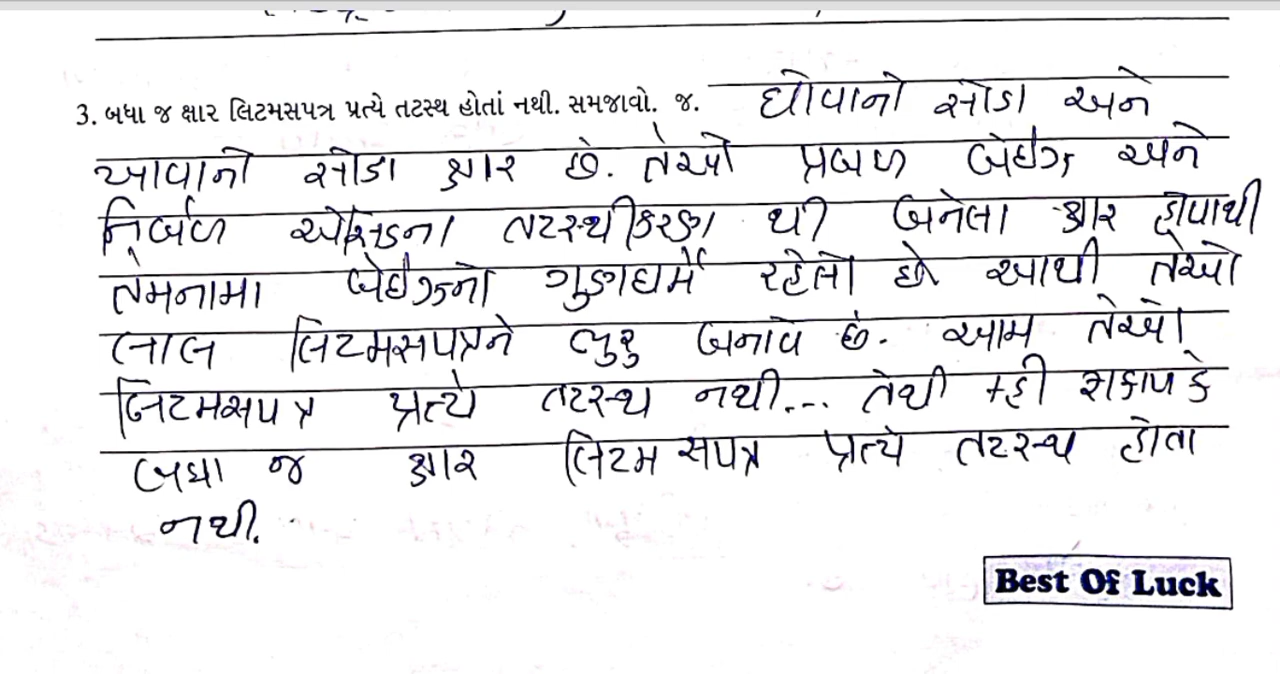 3. બધા જ ક્ષાર લિટમસપત્ર પ્રત્યે તટસ્થ હોતાં નથી. સમજાવો. જ. ધોવાનો સોડા અને
ખાવાનો સોડા ક્ષાર છે. તેઓ પ્રબળ બેઈઝ અને
નિર્બળ એસિડના તટસ્થીકરણ થી બનેલા ક્ષાર હોવાથી
તેમનામા બેઈઝનો ગુણધર્મ રહેલો છે આથી તેઓ
લાલ લિટમસપત્રને ભુરુ બનાવે છે. આમ તેઓ
લિટમસપત્ર પ્રત્યે તટસ્થ નથી... તેથી કહી શકાય કે
બધા જ ક્ષાર લિટમસપત્ર પ્રત્યે તટસ્થ હોતા
નથી.
Best Of Luck